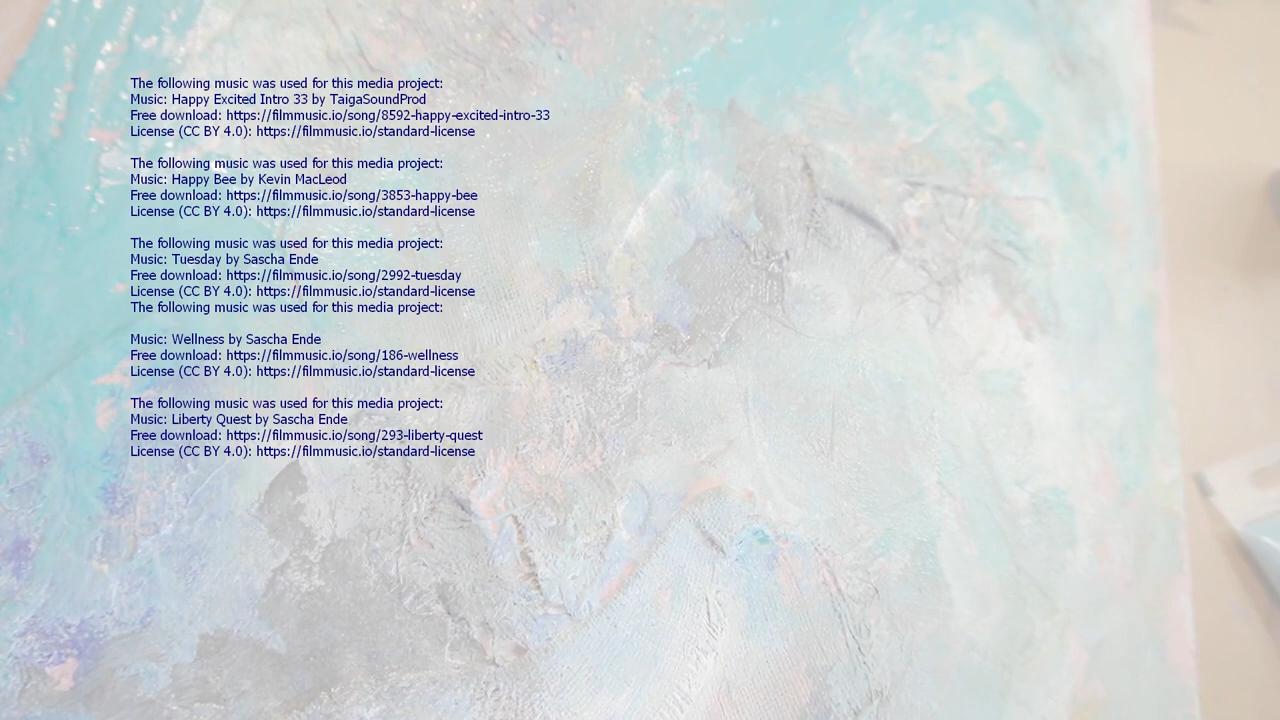 The following music was used for this media project:
Music: Happy Excited Intro 33 by TaigaSoundProd
Free download: https://filmmusic.io/song/8592-happy-excited-intro-33
License (CC BY 4.0): https://filmmusic.io/standard-license
The following music was used for this media project:
Music: Happy Bee by Kevin MacLeod
Free download: https://filmmusic.io/song/3853-happy-bee
License (CC BY 4.0): https://filmmusic.io/standard-license
The following music was used for this media project:
Music: Tuesday by Sascha Ende
Free download: https://filmmusic.io/song/2992-tuesday
License (CC BY 4.0): https://filmmusic.io/standard-license
The following music was used for this media project:
Music: Wellness by Sascha Ende
Free download: https://filmmusic.io/song/186-wellness
License (CC BY 4.0): https://filmmusic.io/standard-license
The following music was used for this media project:
Music: Liberty Quest by Sascha Ende
Free download: https://filmmusic.io/song/293-liberty-quest
License (CC BY 4.0): https://filmmusic.io/standard-license